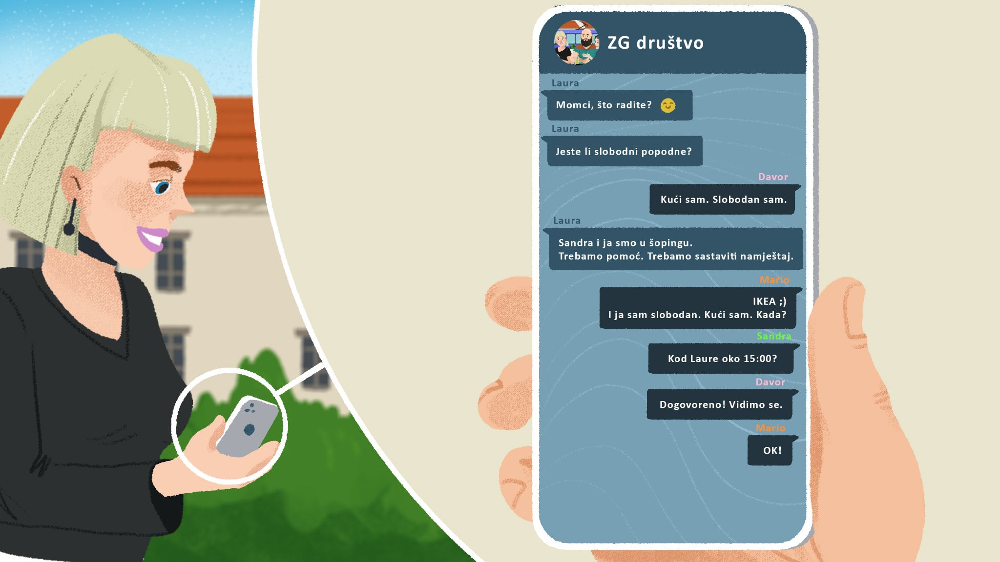 ZG društvo
Laura
Momci, što radite?
Laura
Jeste li slobodni popodne?
Davor
Kući sam. Slobodan sam.
Laura
Sandra i ja smo u šopingu.
Trebamo pomoć. Trebamo sastaviti namještaj.
Mario
IKEA ;)
I ja sam slobodan. Kući sam. Kada?
Sandra
Kod Laure oko 15:00?
Davor
Dogovoreno! Vidimo se.
Mario
OK!